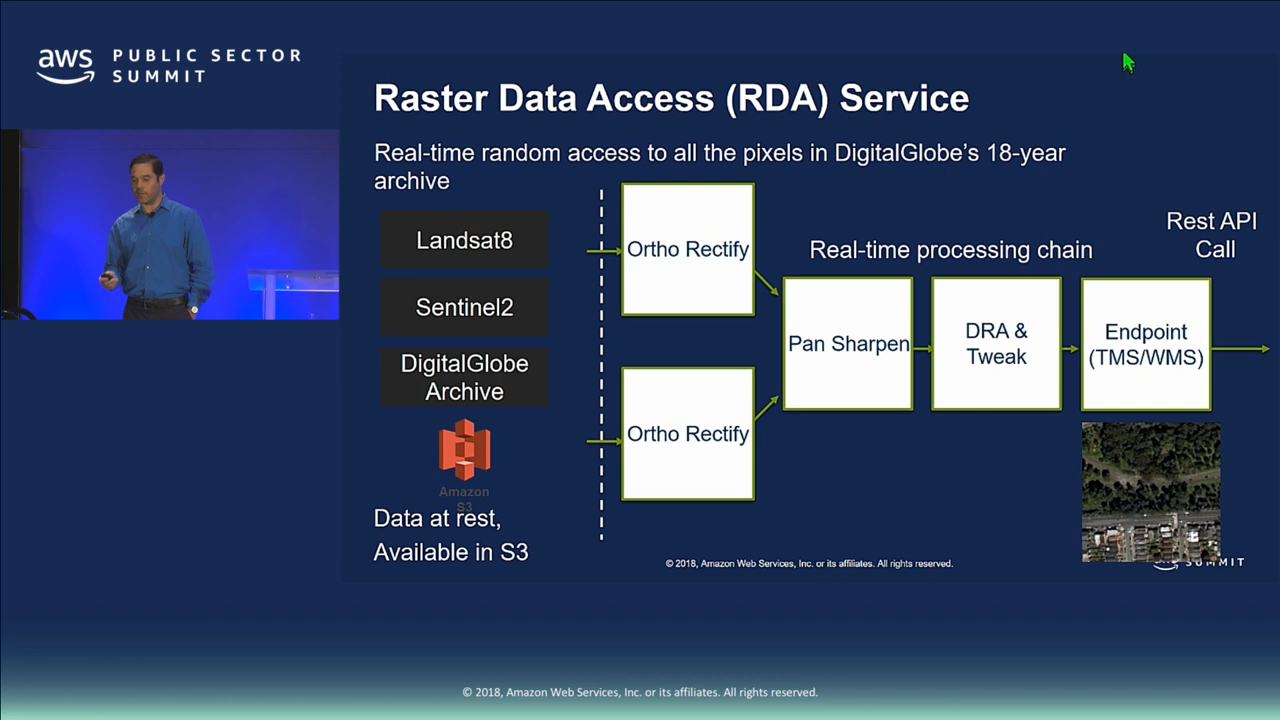 aws PUBLIC SECTOR
SUMMIT
Raster Data Access (RDA) Service
Real-time random access to all the pixels in DigitalGlobe's 18-year
archive
Landsat8
Sentinel2
DigitalGlobe
Archive
Amazon
S3
Data at rest,
Available in S3
Ortho Rectify
Ortho Rectify
Real-time processing chain
Pan Sharpen
DRA &
Tweak
Endpoint
(TMS/WMS)
Rest API
Call
© 2018, Amazon Web Services, Inc. or its affiliates. All rights reserved.
SUMMIT
© 2018, Amazon Web Services, Inc. or its affiliates. All rights reserved.